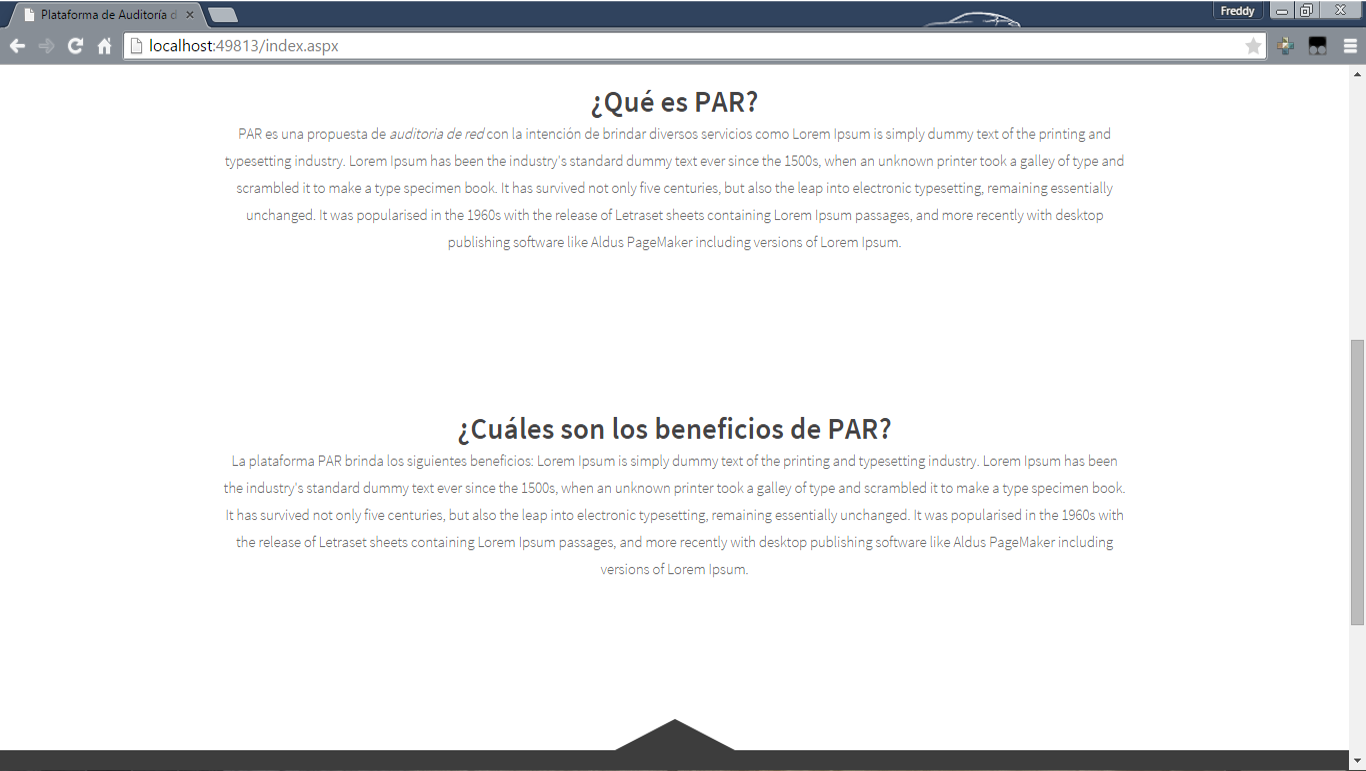 Plataforma de Auditoría d
Freddy
localhost:49813/index.aspx
¿Qué es PAR?
PAR es una propuesta de auditoria de red con la intención de brindar diversos servicios como Lorem Ipsum is simply dummy text of the printing and
typesetting industry. Lorem Ipsum has been the industry's standard dummy text ever since the 1500s, when an unknown printer took a galley of type and
scrambled it to make a type specimen book. It has survived not only five centuries, but also the leap into electronic typesetting, remaining essentially
unchanged. It was popularised in the 1960s with the release of Letraset sheets containing Lorem Ipsum passages, and more recently with desktop
publishing software like Aldus PageMaker including versions of Lorem Ipsum.
¿Cuáles son los beneficios de PAR?
La plataforma PAR brinda los siguientes beneficios: Lorem Ipsum is simply dummy text of the printing and typesetting industry. Lorem Ipsum has been
the industry's standard dummy text ever since the 1500s, when an unknown printer took a galley of type and scrambled it to make a type specimen book.
It has survived not only five centuries, but also the leap into electronic typesetting, remaining essentially unchanged. It was popularised in the 1960s with
the release of Letraset sheets containing Lorem Ipsum passages, and more recently with desktop publishing software like Aldus PageMaker including
versions of Lorem Ipsum.